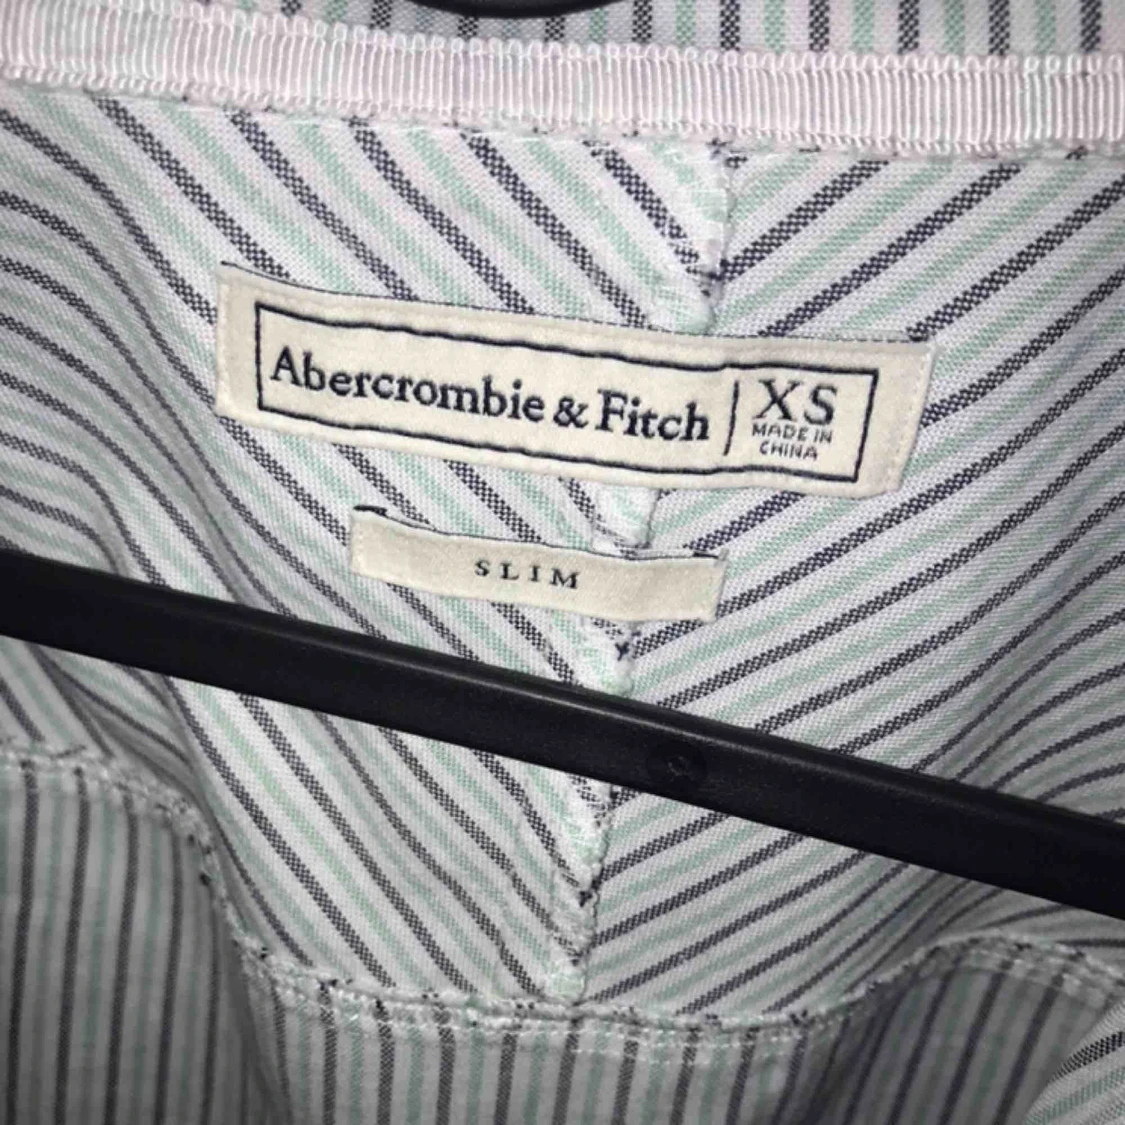 Abercrombie & Fitch
XS
MADE IN
CHINA
SLIM